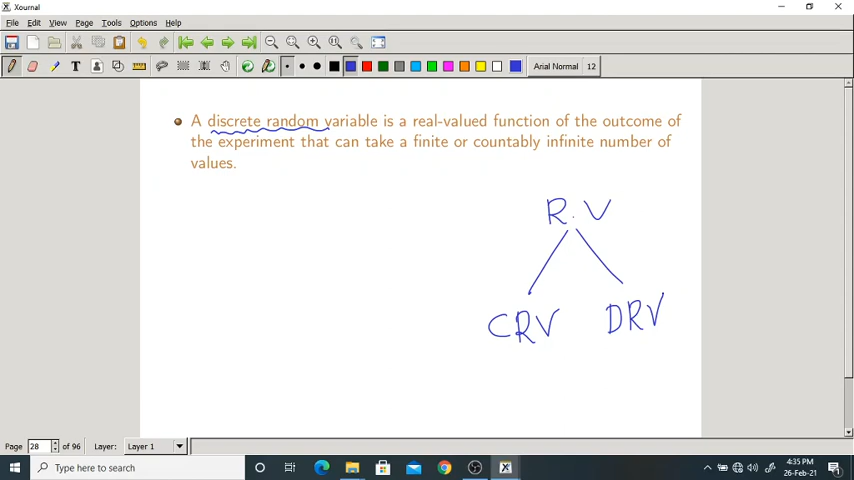 Xournal
File Edit View Page Tools Options Help
Arial Normal 12
A discrete random variable is a real-valued function of the outcome of
the experiment that can take a finite or countably infinite number of
values.
R.V
CRV DRV
Page 28 of 96 Layer: Layer 1
Type here to search
4:35 PM
26-Feb-21